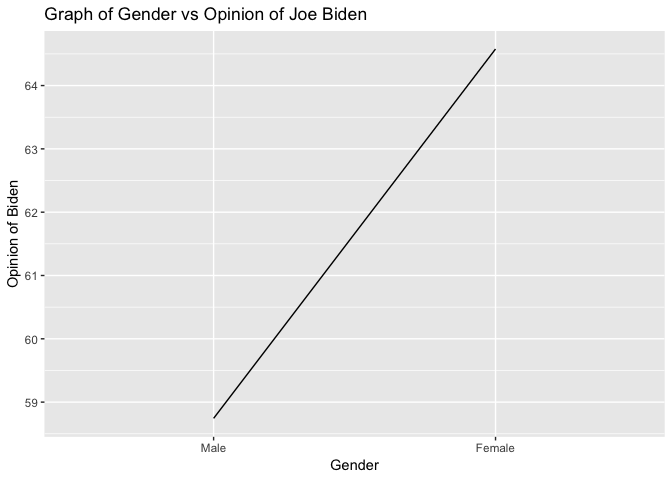 Graph of Gender vs Opinion of Joe Biden
64
63
62
61
60
59
Opinion of Biden
Male Female
Gender